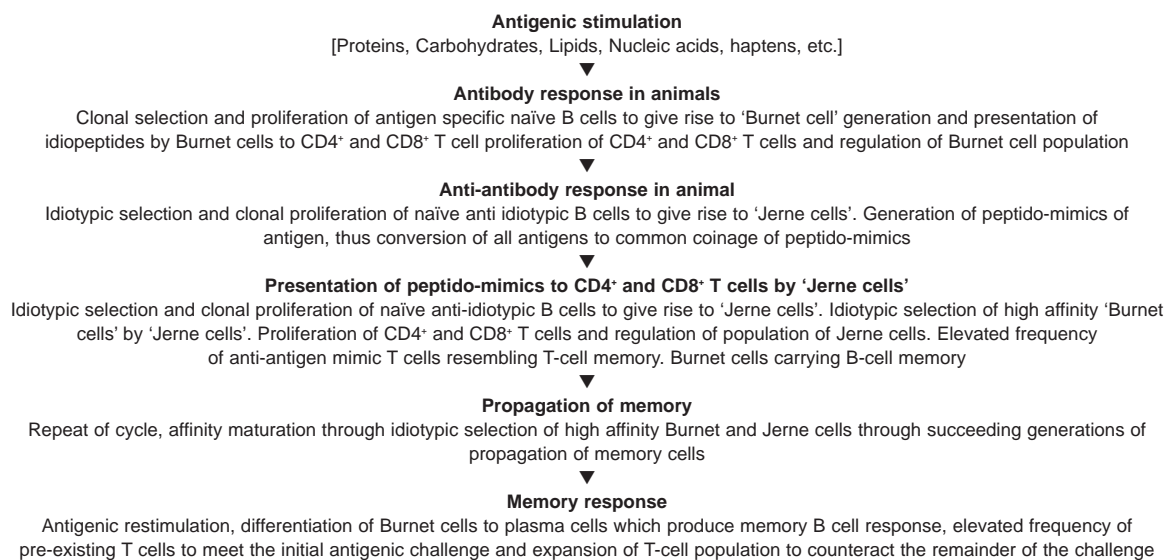 Antigenic stimulation
[Proteins, Carbohydrates, Lipids, Nucleic acids, haptens, etc.]
▼
Antibody response in animals
Clonal selection and proliferation of antigen specific naïve B cells to give rise to ‘Burnet cell’ generation and presentation of
idiopeptides by Burnet cells to CD4⁺ and CD8⁺ T cell proliferation of CD4⁺ and CD8⁺ T cells and regulation of Burnet cell population
▼
Anti-antibody response in animal
Idiotypic selection and clonal proliferation of naïve anti idiotypic B cells to give rise to ‘Jerne cells’. Generation of peptido-mimics of
antigen, thus conversion of all antigens to common coinage of peptido-mimics
▼
Presentation of peptido-mimics to CD4⁺ and CD8⁺ T cells by ‘Jerne cells’
Idiotypic selection and clonal proliferation of naïve anti-idiotypic B cells to give rise to ‘Jerne cells’. Idiotypic selection of high affinity ‘Burnet
cells’ by ‘Jerne cells’. Proliferation of CD4⁺ and CD8⁺ T cells and regulation of population of Jerne cells. Elevated frequency
of anti-antigen mimic T cells resembling T-cell memory. Burnet cells carrying B-cell memory
▼
Propagation of memory
Repeat of cycle, affinity maturation through idiotypic selection of high affinity Burnet and Jerne cells through succeeding generations of
propagation of memory cells
▼
Memory response
Antigenic restimulation, differentiation of Burnet cells to plasma cells which produce memory B cell response, elevated frequency of
pre-existing T cells to meet the initial antigenic challenge and expansion of T-cell population to counteract the remainder of the challenge